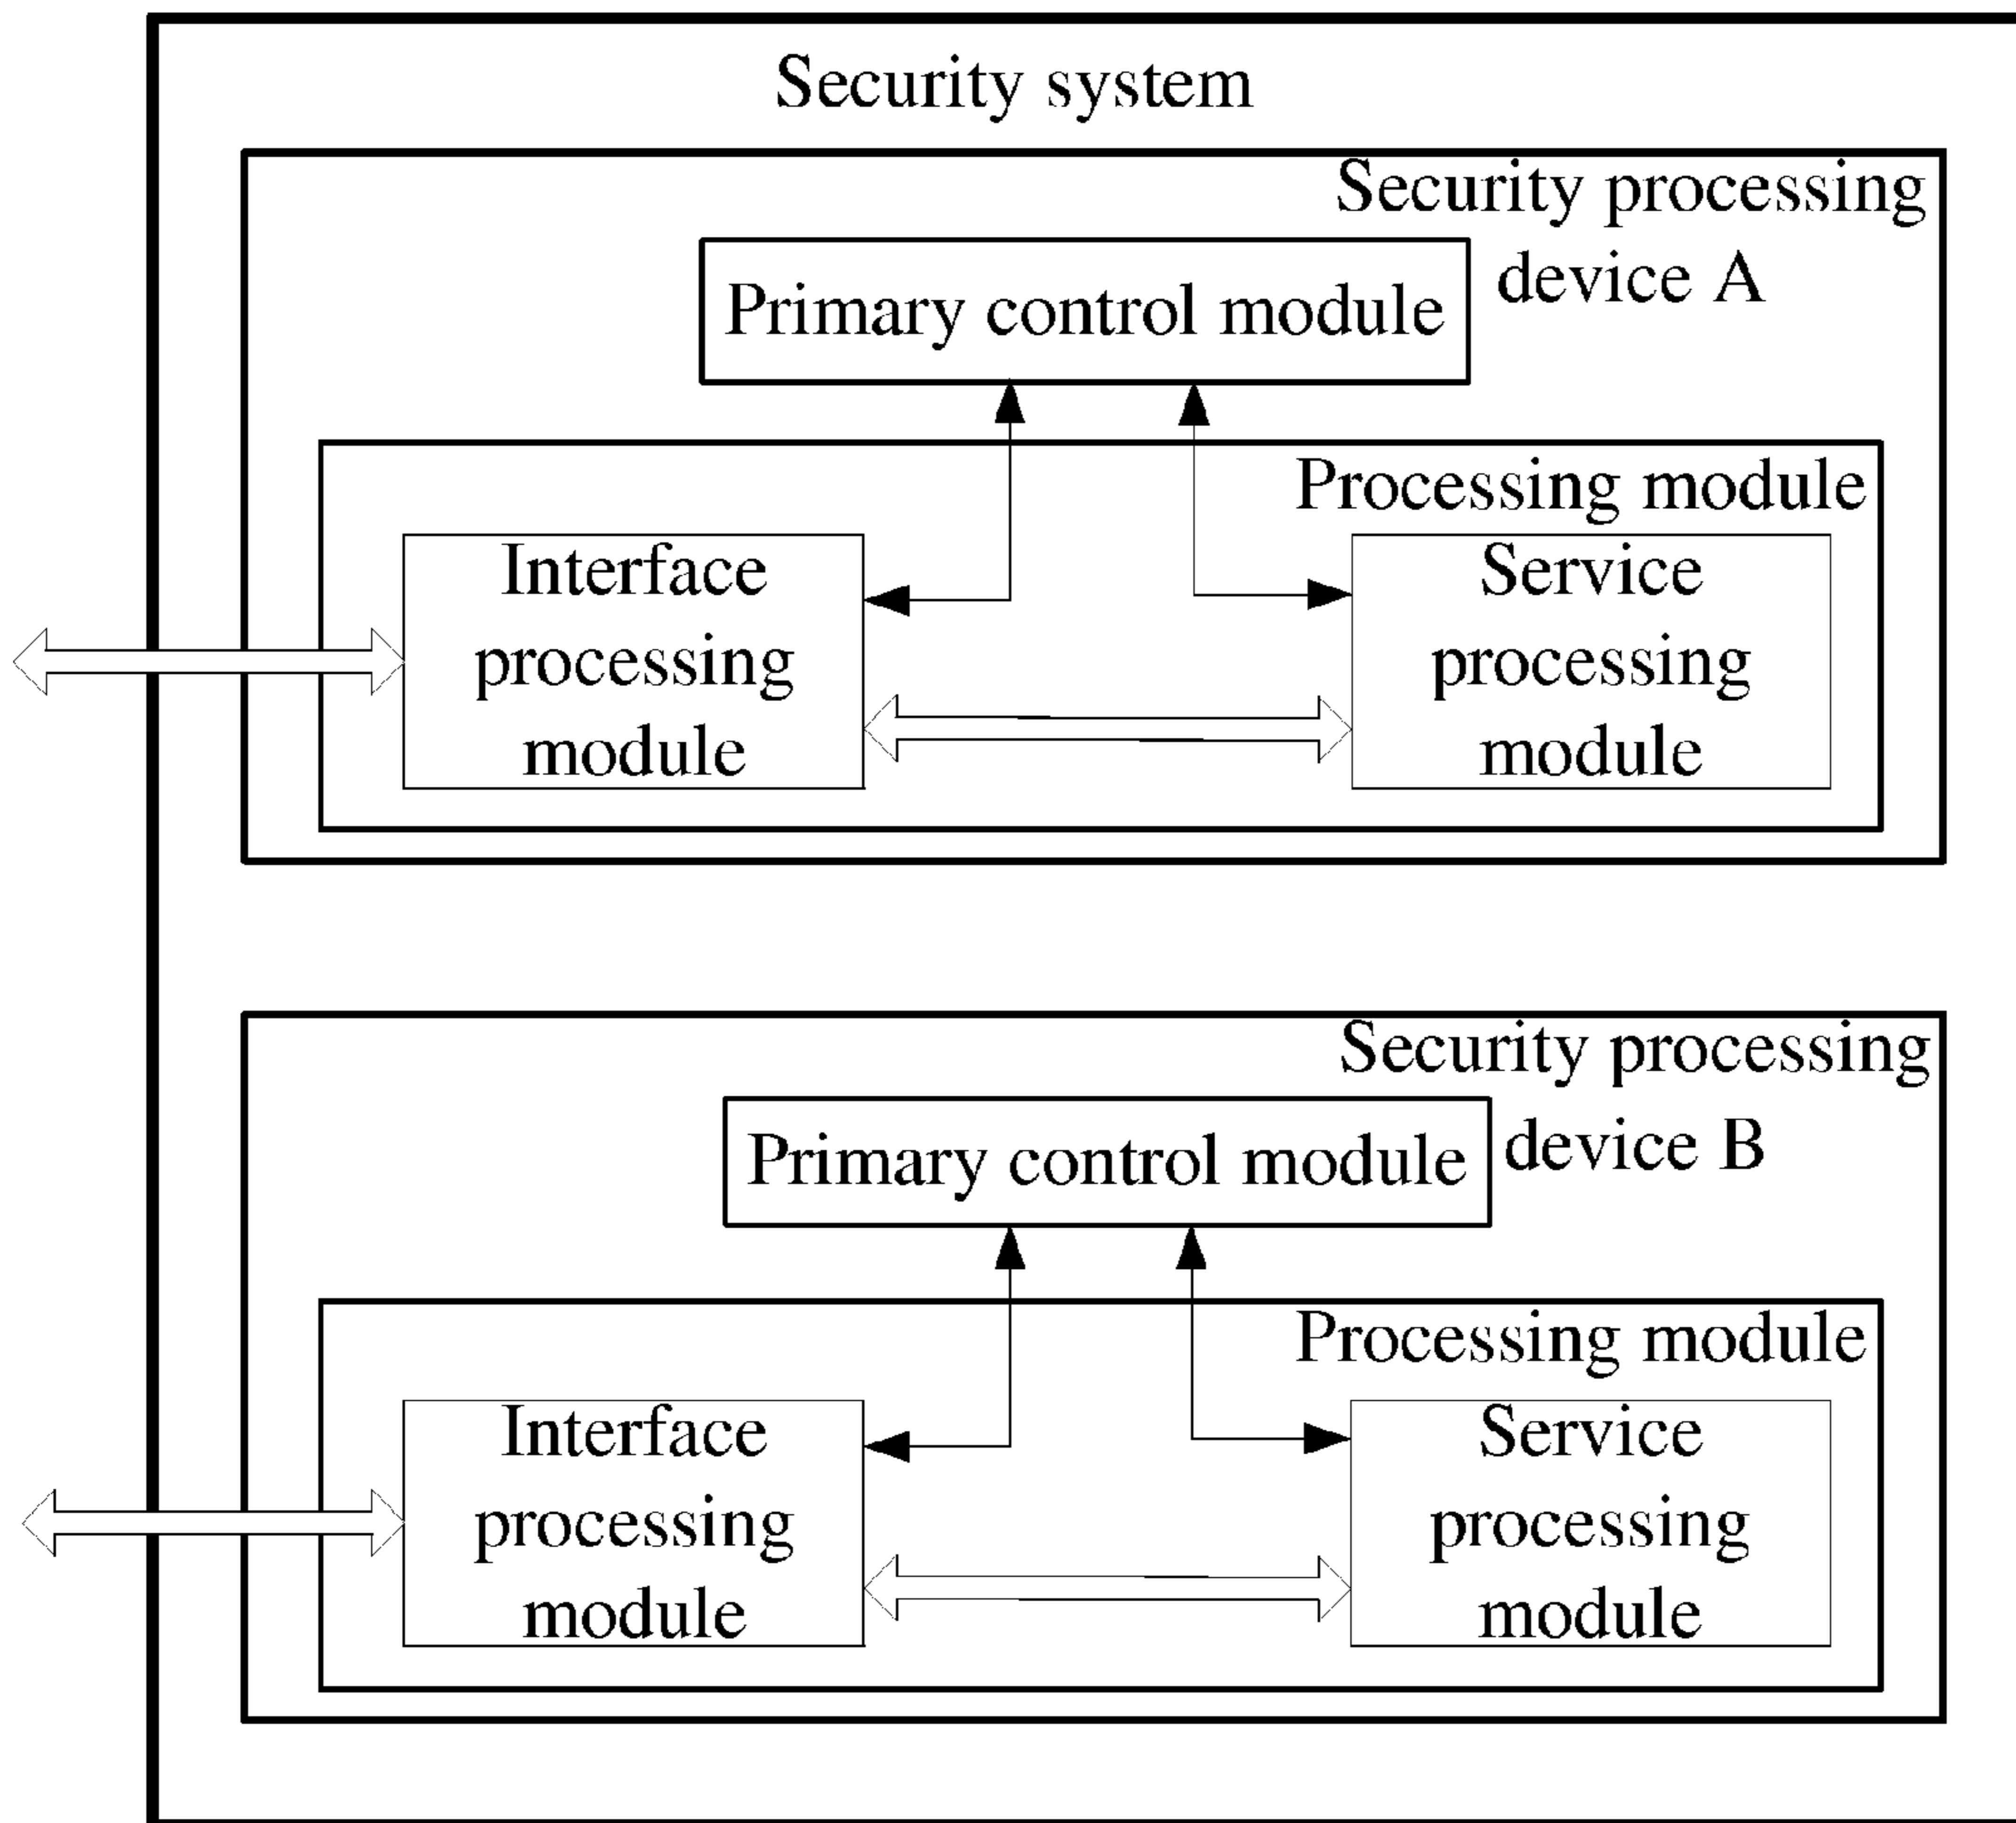 Security system
Security processing
device A
Primary control module
Processing module
Interface
processing
module
Service
processing
module
Security processing
device B
Primary control module
Processing module
Interface
processing
module
Service
processing
module